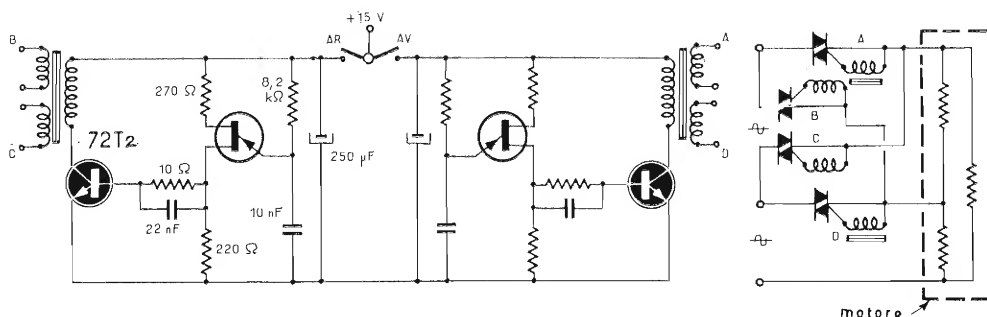 +15 V
B
AR
AV
A
A
270 Ω
8,2
kΩ
B
C
72T2
C
D
250 µF
10 Ω
10 nF
22 nF
220 Ω
D
motore